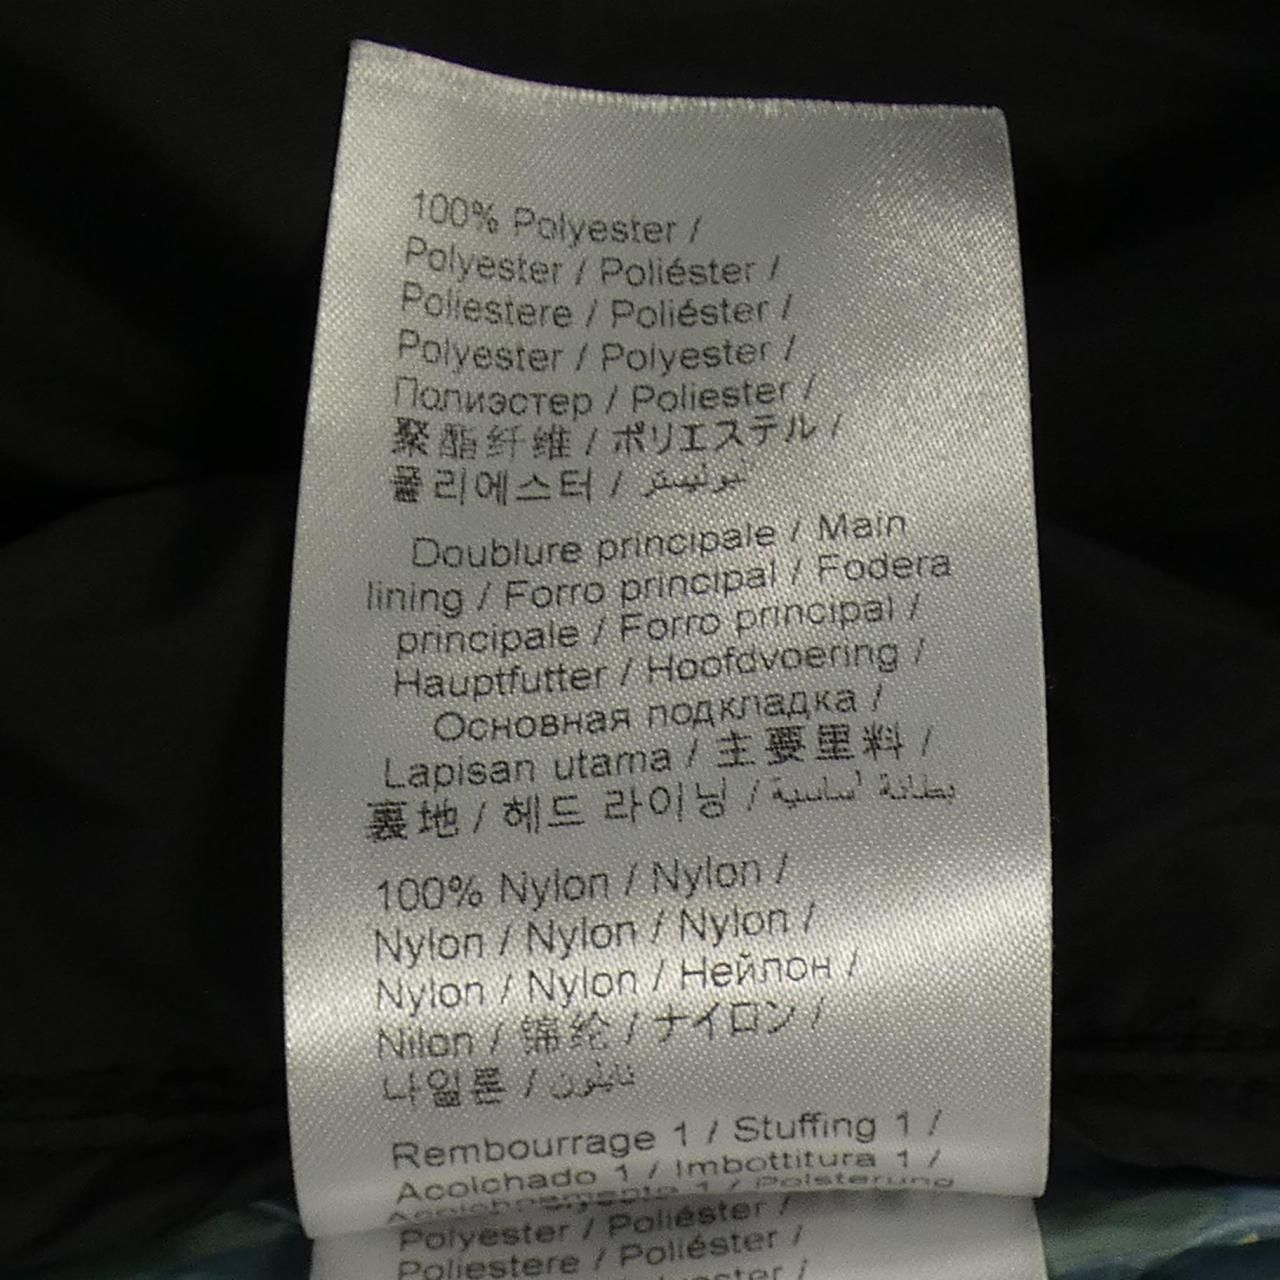 100% Polyester /
Polyester / Poliéster /
Poliestere / Poliéster /
Polyester / Polyester /
Полиэстер / Poliester /
聚酯纤维 / ポリエステル /
폴리에스터 / بوليستر
Doublure principale / Main
lining / Forro principal / Fodera
principale / Forro principal /
Hauptfutter / Hoofdvoering /
Основная подкладка /
Lapisan utama / 主要里料 /
裏地 / 헤드 라이닝 / بطانة أساسية
100% Nylon / Nylon /
Nylon / Nylon / Nylon /
Nylon / Nylon / Нейлон /
Nilon / 锦纶 / ナイロン /
나일론 / نايلون
Rembourrage 1 / Stuffing 1 /
Acolchado 1 / Imbottitura 1 /
Acolchoamento 1 / Polsterung
Polyester / Poliéster /
Poliestere / Poliéster /